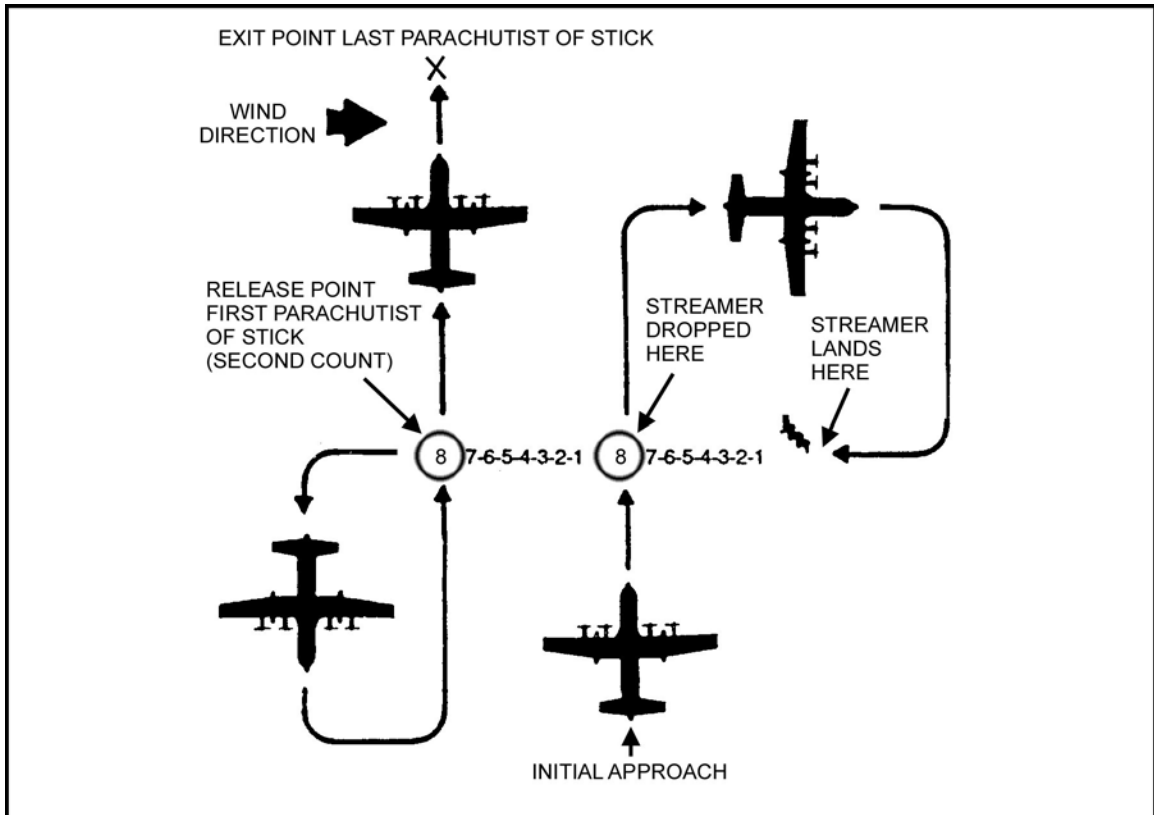 EXIT POINT LAST PARACHUTIST OF STICK
X
WIND
DIRECTION
RELEASE POINT
FIRST PARACHUTIST
OF STICK
(SECOND COUNT)
STREAMER
DROPPED
HERE
STREAMER
LANDS
HERE
8 7-6-5-4-3-2-1 8 7-6-5-4-3-2-1
INITIAL APPROACH